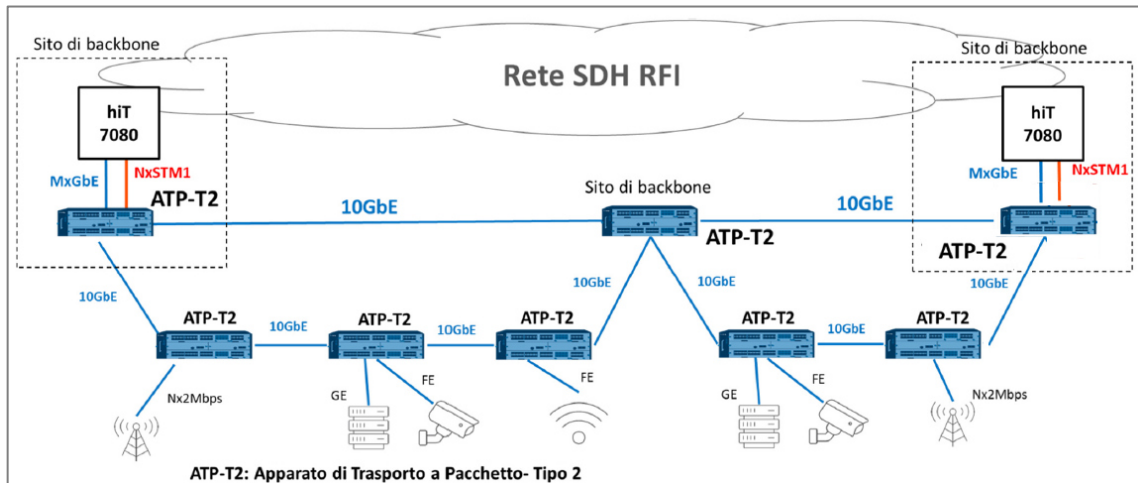 Sito di backbone
Sito di backbone
Rete SDH RFI
hiT
7080
hiT
7080
MxGbE
NxSTM1
MxGbE
NxSTM1
ATP-T2
10GbE
Sito di backbone
10GbE
ATP-T2
ATP-T2
10GbE
10GbE
10GbE
10GbE
ATP-T2
10GbE
ATP-T2
10GbE
ATP-T2
ATP-T2
10GbE
ATP-T2
Nx2Mbps
GE
FE
FE
GE
FE
Nx2Mbps
ATP-T2: Apparato di Trasporto a Pacchetto- Tipo 2